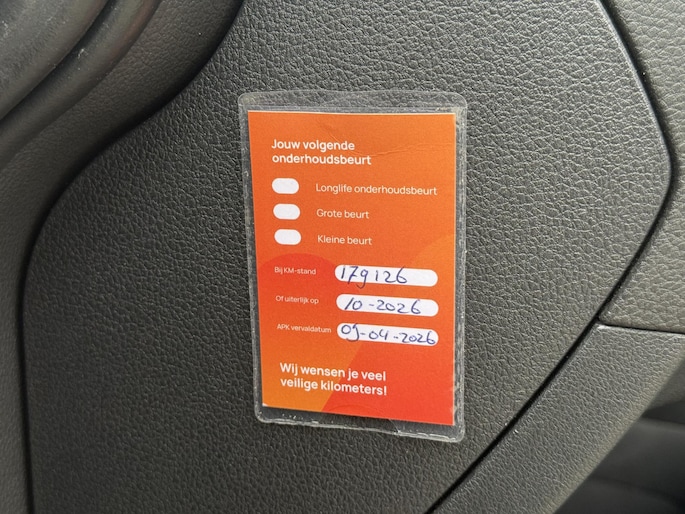 Jouw volgende
onderhoudsbeurt
Longlife onderhoudsbeurt
Grote beurt
Kleine beurt
Bij KM-stand 179126
Of uiterlijk op 10-2026
APK vervaldatum 09-04-2026
Wij wensen je veel
veilige kilometers!